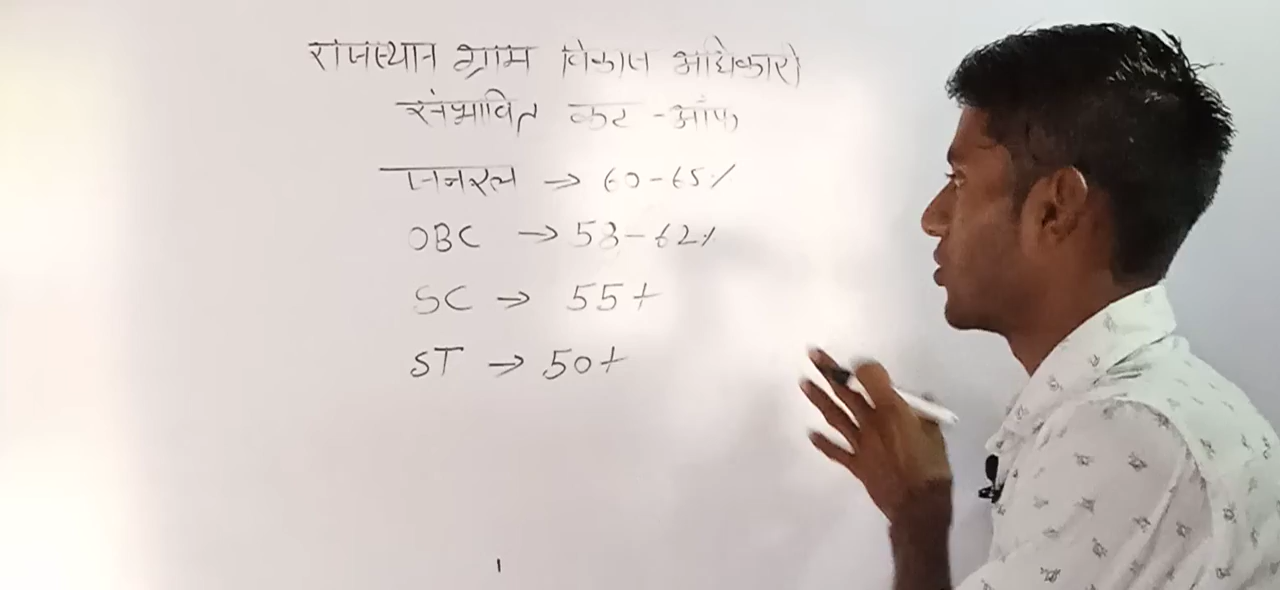 राजस्थान ग्राम विकास अधिकारी
संभावित कट -ऑफ
जनरल → 60-65%
OBC → 58-62%
SC → 55+
ST → 50+